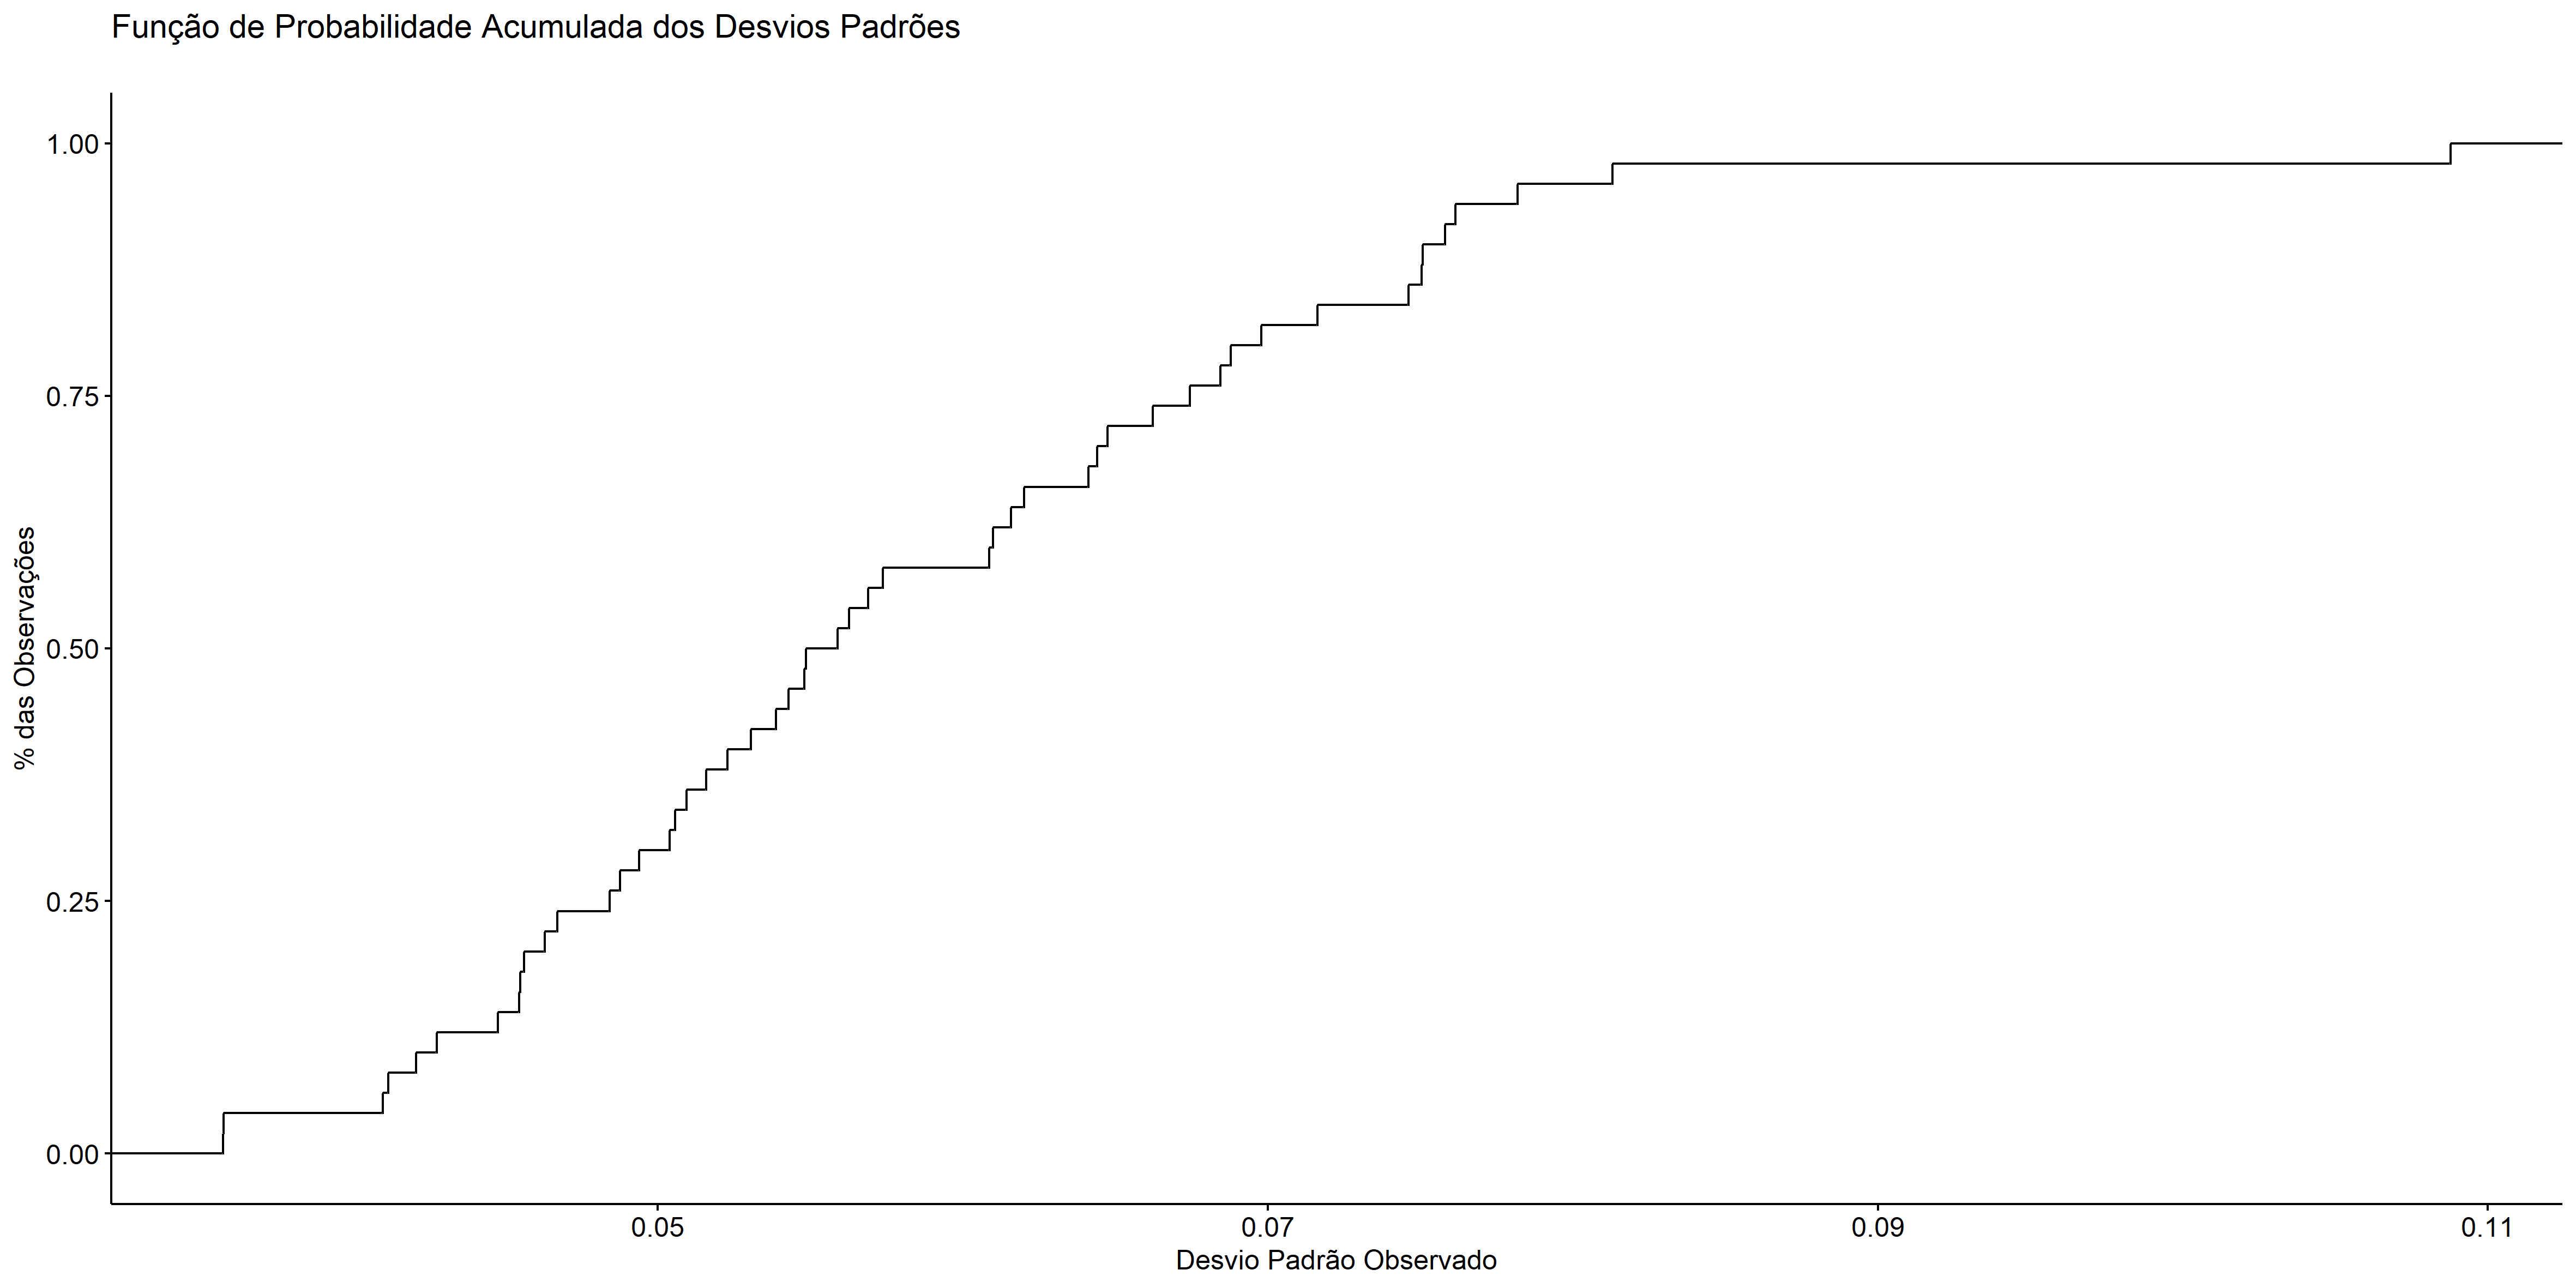 Função de Probabilidade Acumulada dos Desvios Padrões
1.00
0.75
0.50
0.25
0.00
% das Observações
0.05 0.07 0.09 0.11
Desvio Padrão Observado